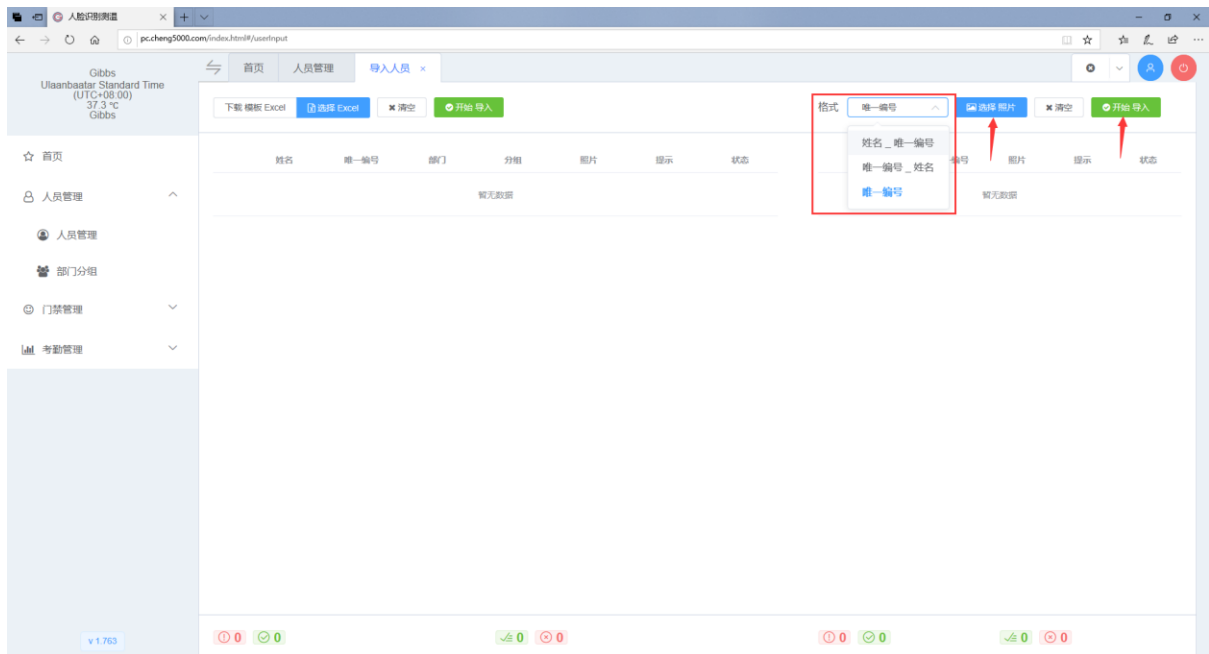 人脸识别测温
pc.cheng5000.com/index.html#/userInput
Gibbs
Ulaanbaatar Standard Time
(UTC+08:00)
37.3 ℃
Gibbs
首页 人员管理 导入人员 ×
下载 模板 Excel 选择 Excel 清空 开始 导入
格式 唯一编号 选择 照片 清空 开始 导入
姓名 _ 唯一编号
唯一编号 _ 姓名
唯一编号
姓名 唯一编号 部门 分组 照片 提示 状态
编号 照片 提示 状态
暂无数据 暂无数据
首页
人员管理
人员管理
部门分组
门禁管理
考勤管理
v 1.763
0 0 0 0 0 0 0 0